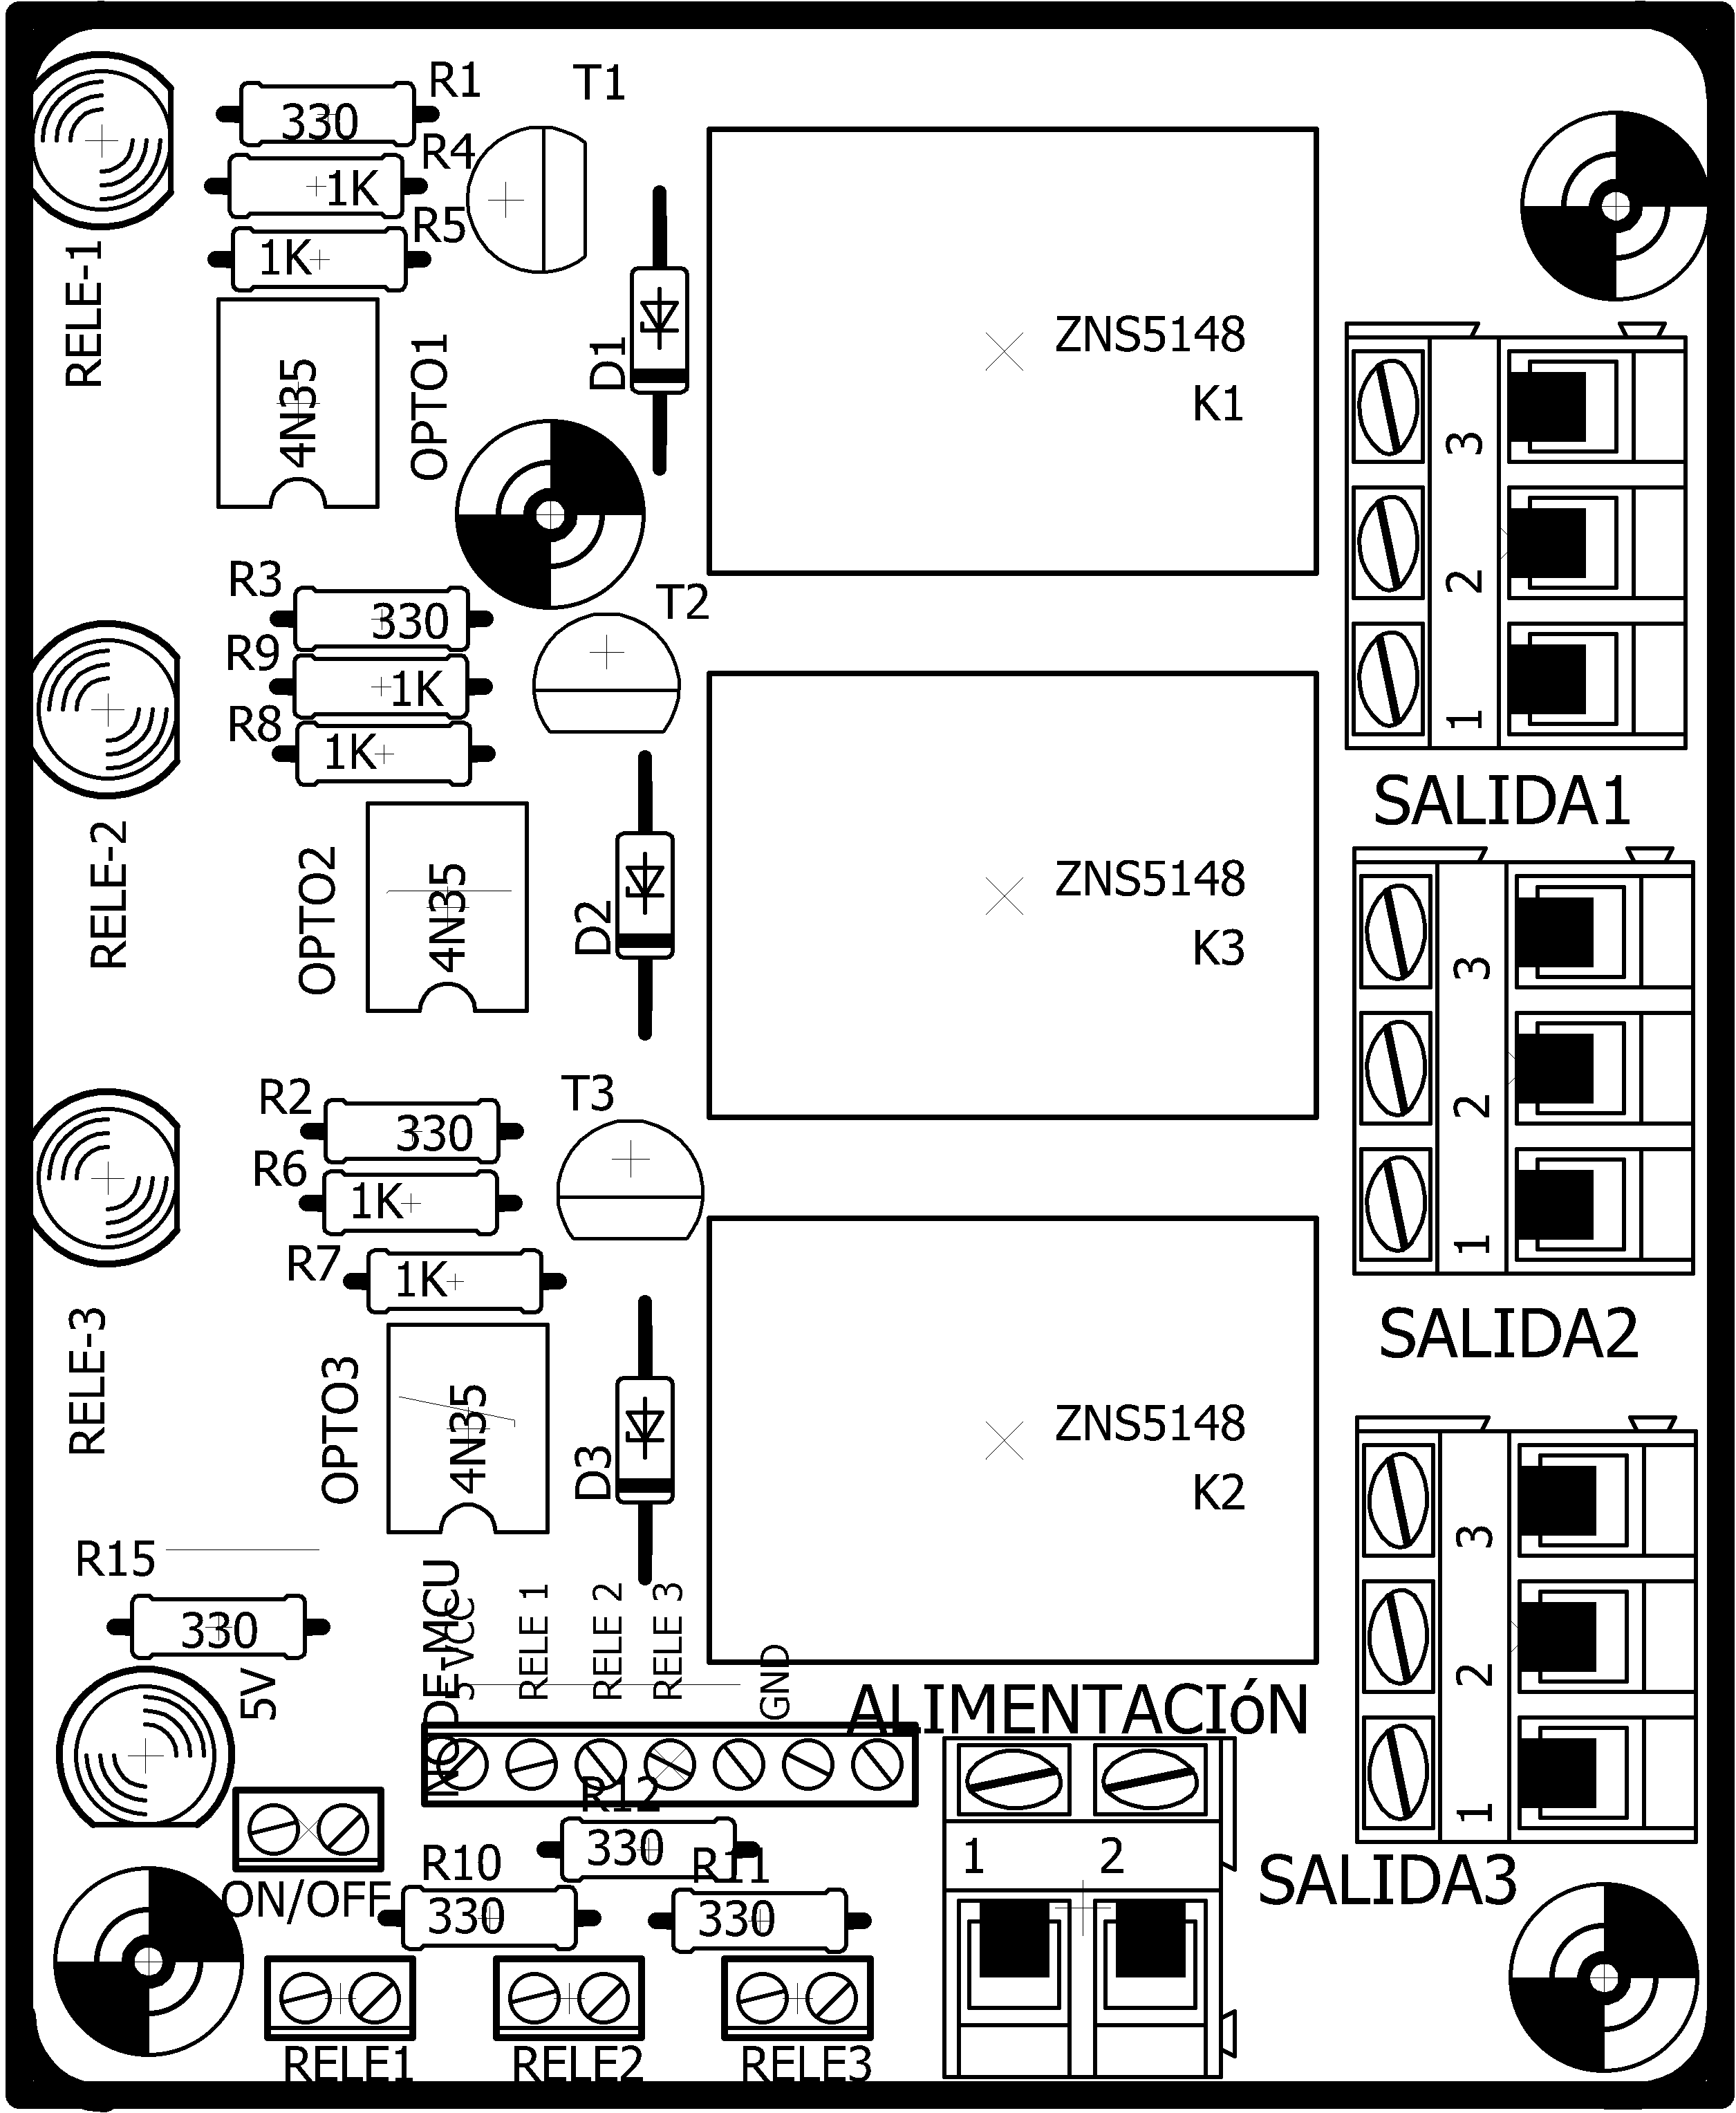 R1
T1
330
R4
1K
R5
1K
RELE-1
ZNS5148
K1
D1
OPTO1
4N35
3
2
1
SALIDA1
R3
T2
330
R9
1K
R8
1K
RELE-2
OPTO2
4N35
D2
ZNS5148
K3
3
2
1
SALIDA2
R2
T3
330
R6
1K
R7
1K
RELE-3
OPTO3
4N35
D3
ZNS5148
K2
3
2
1
SALIDA3
R15
330
5V
NODE MCU
5 VCC
RELE 1
RELE 2
RELE 3
GND
ALIMENTACIóN
1 2
R12
330
R10
330
R11
330
ON/OFF
RELE1
RELE2
RELE3